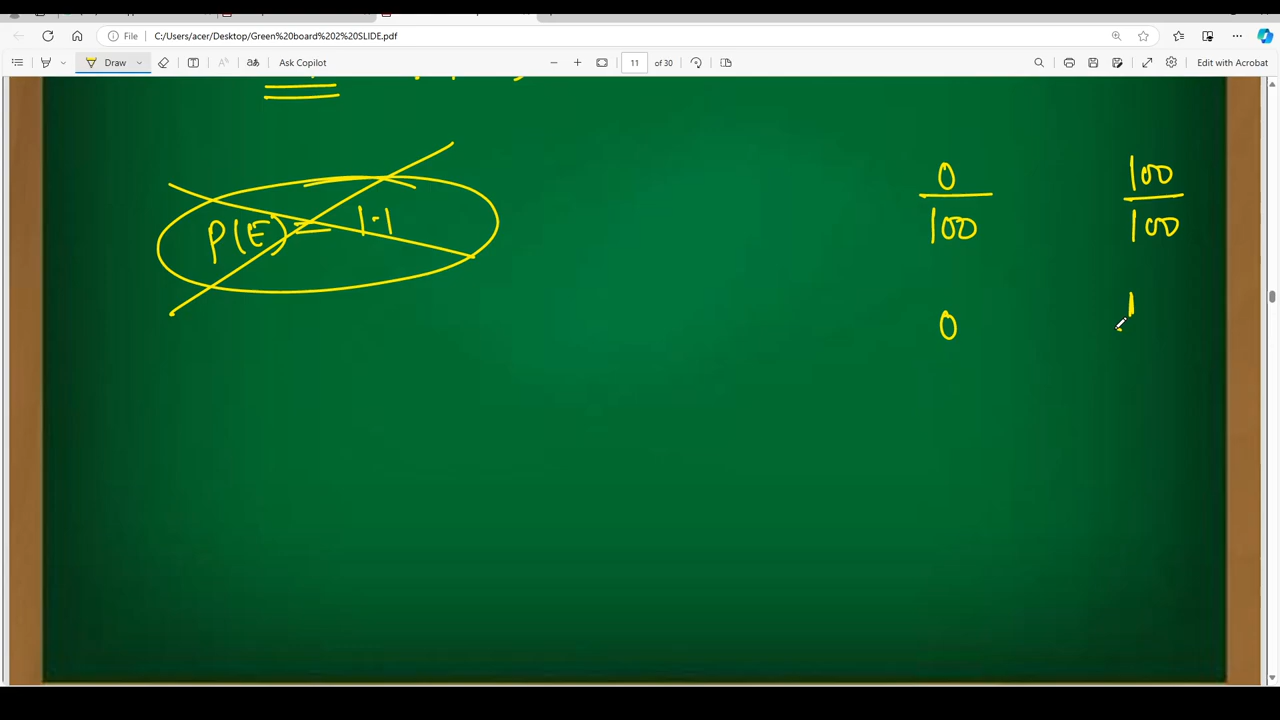 File C:/Users/acer/Desktop/Green%20board%202%20SLIDE.pdf
Draw Ask Copilot 11 of 30 Edit with Acrobat
P(E) = 1.1
0/100 100/100
0 1